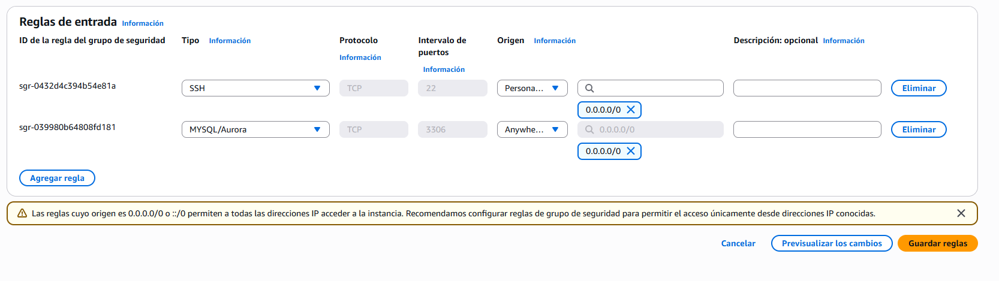 Reglas de entrada Información
ID de la regla del grupo de seguridad Tipo Información Protocolo Información Intervalo de puertos Información Origen Información Descripción: opcional Información
sgr-0432d4c394b54e81a SSH TCP 22 Persona... Eliminar
0.0.0.0/0
sgr-039980b64808fd181 MYSQL/Aurora TCP 3306 Anywhe... 0.0.0.0/0 Eliminar
0.0.0.0/0
Agregar regla
Las reglas cuyo origen es 0.0.0.0/0 o ::/0 permiten a todas las direcciones IP acceder a la instancia. Recomendamos configurar reglas de grupo de seguridad para permitir el acceso únicamente desde direcciones IP conocidas.
Cancelar Previsualizar los cambios Guardar reglas